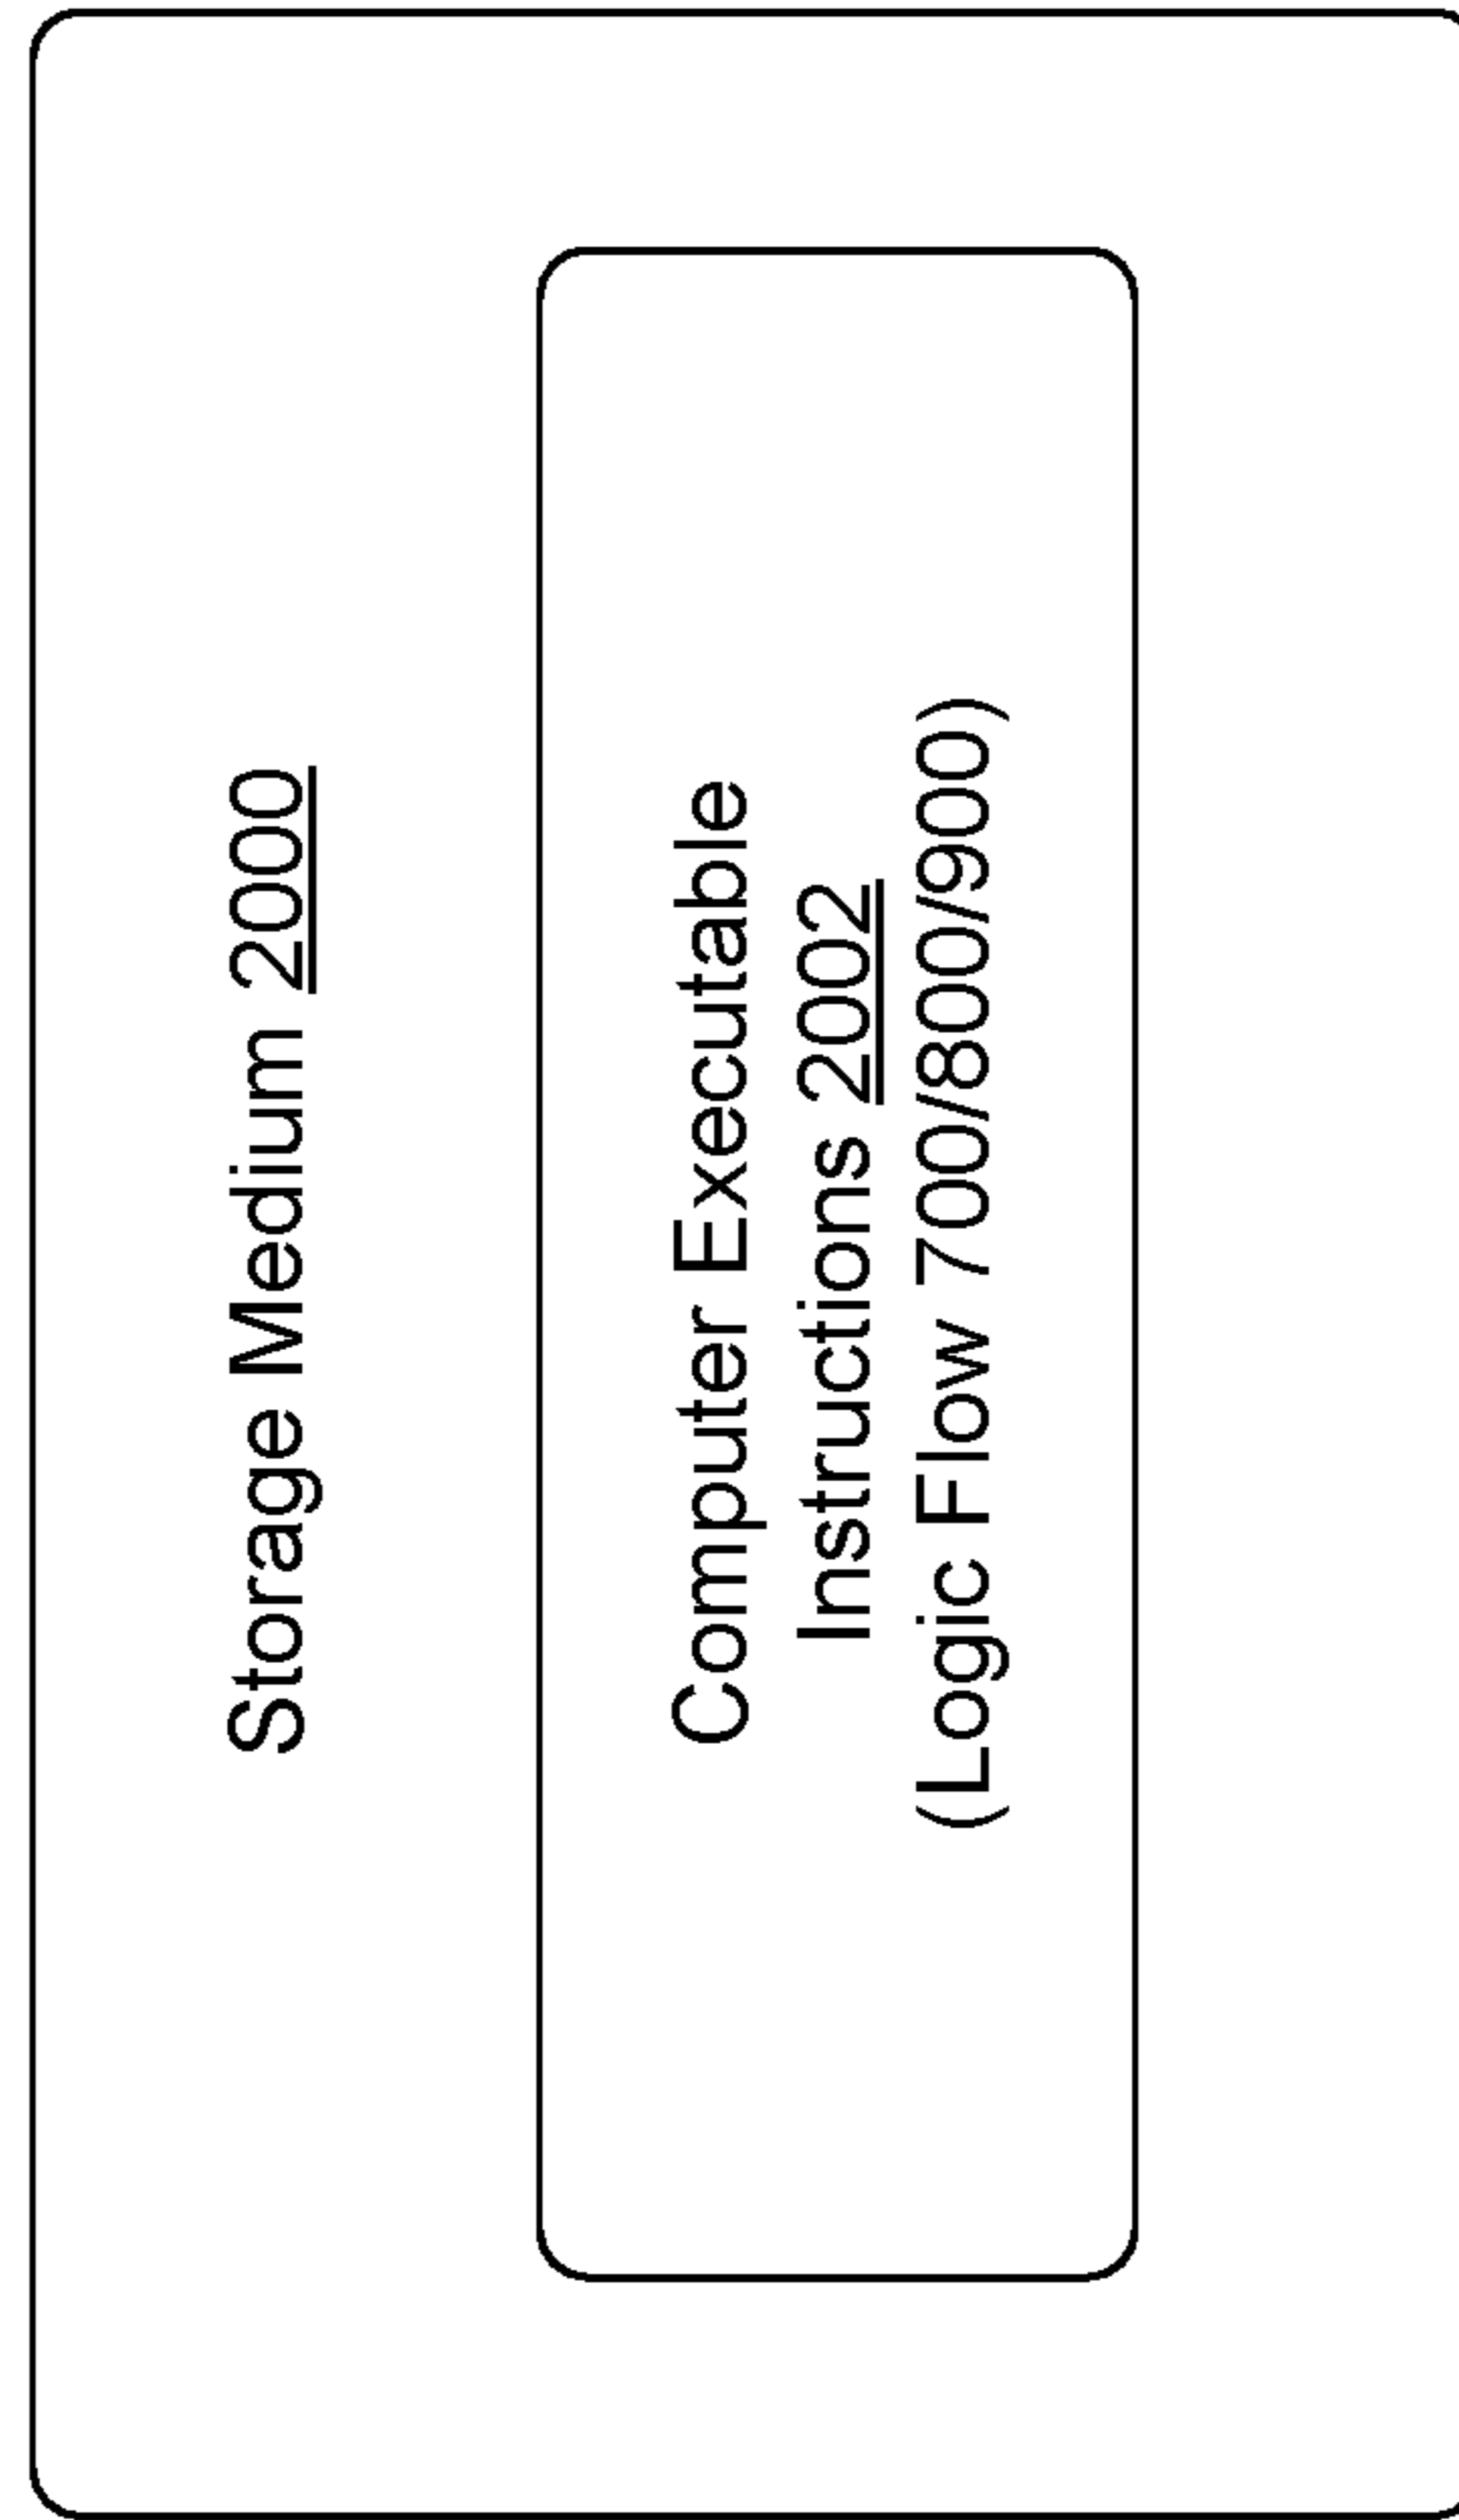 Storage Medium 2000
Computer Executable
Instructions 2002
(Logic Flow 700/800/900)